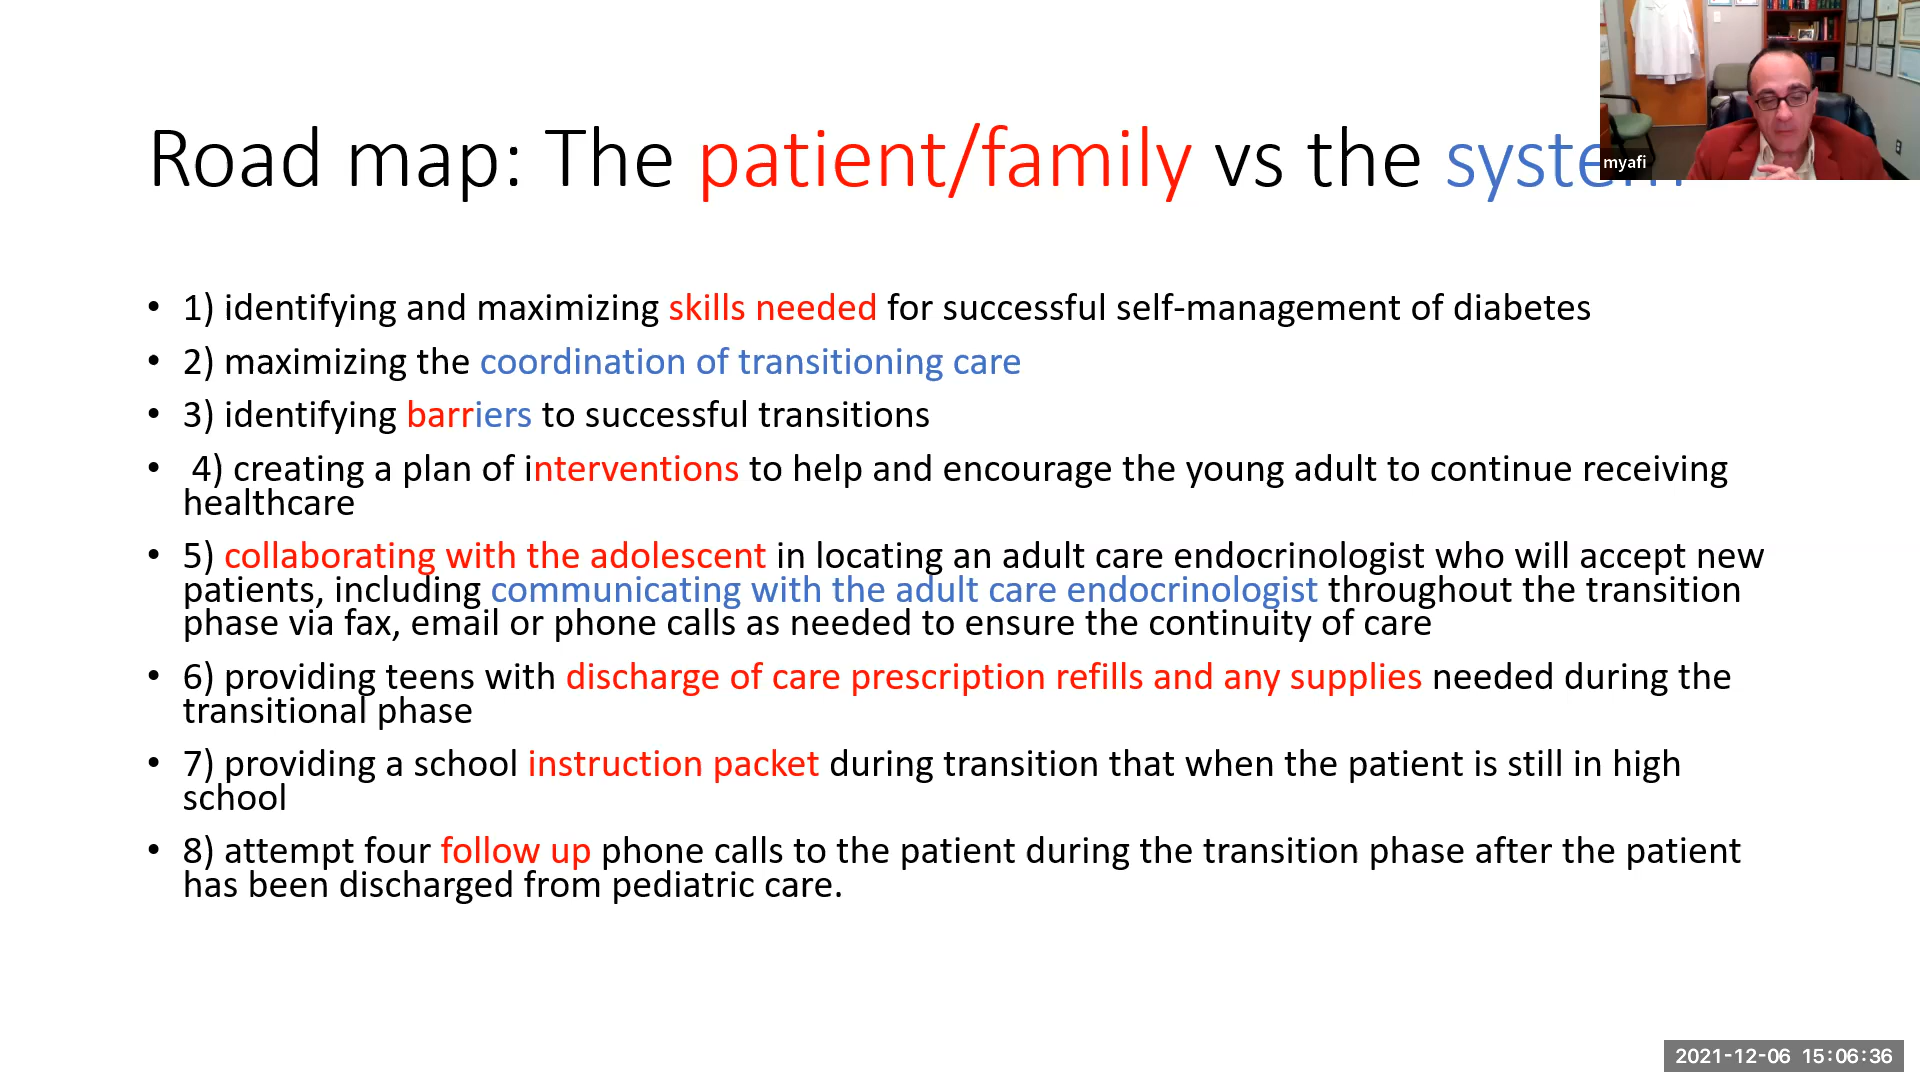 Road map: The patient/family vs the system
myafi
• 1) identifying and maximizing skills needed for successful self-management of diabetes
• 2) maximizing the coordination of transitioning care
• 3) identifying barriers to successful transitions
• 4) creating a plan of interventions to help and encourage the young adult to continue receiving
healthcare
• 5) collaborating with the adolescent in locating an adult care endocrinologist who will accept new
patients, including communicating with the adult care endocrinologist throughout the transition
phase via fax, email or phone calls as needed to ensure the continuity of care
• 6) providing teens with discharge of care prescription refills and any supplies needed during the
transitional phase
• 7) providing a school instruction packet during transition that when the patient is still in high
school
• 8) attempt four follow up phone calls to the patient during the transition phase after the patient
has been discharged from pediatric care.
2021-12-06 15:06:36